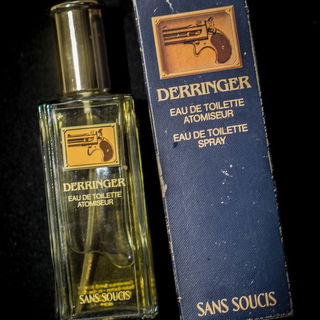 DERRINGER
EAU DE TOILETTE
ATOMISEUR
SANS SOUCIS
DERRINGER
EAU DE TOILETTE
ATOMISEUR
EAU DE TOILETTE
SPRAY
SANS SOUCIS